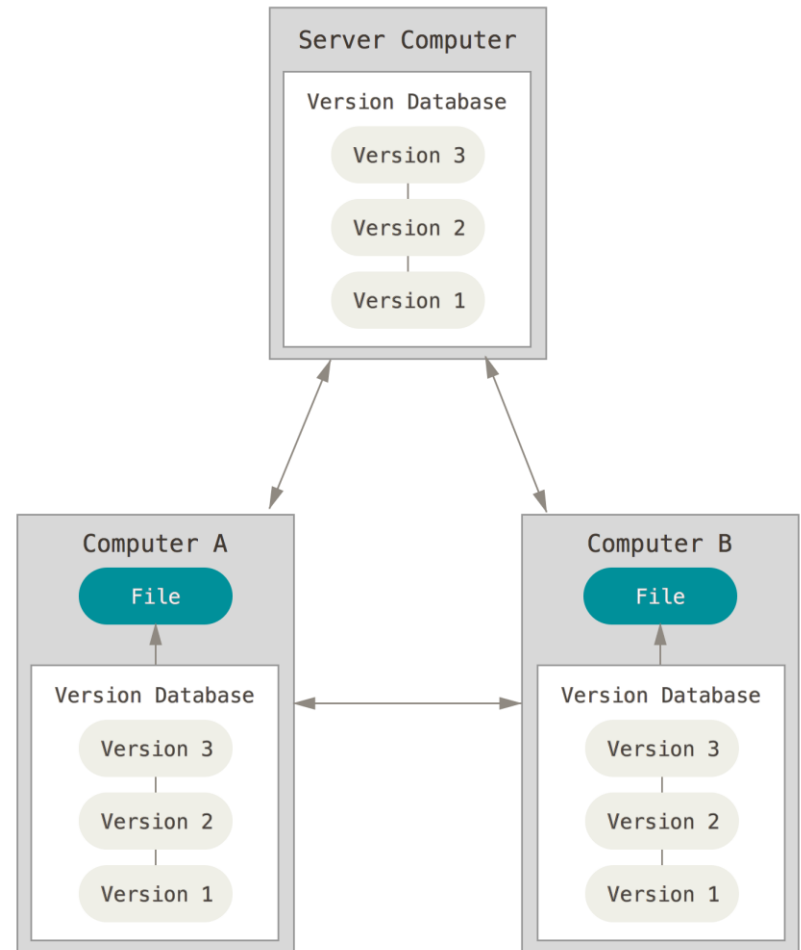 Server Computer
Version Database
Version 3
Version 2
Version 1
Computer A
File
Version Database
Version 3
Version 2
Version 1
Computer B
File
Version Database
Version 3
Version 2
Version 1